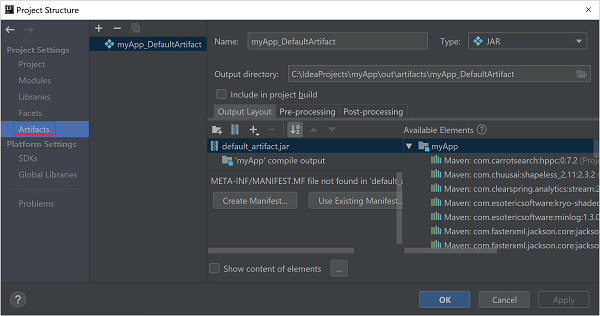 Project Structure
Project Settings
Project
Modules
Libraries
Facets
Artifacts
Platform Settings
SDKs
Global Libraries
Problems
myApp_DefaultArtifact
Name: myApp_DefaultArtifact Type: JAR
Output directory: C:\IdeaProjects\myApp\out\artifacts\myApp_DefaultArtifact
Include in project build
Output Layout Pre-processing Post-processing
Available Elements ?
default_artifact.jar
'myApp' compile output
META-INF/MANIFEST.MF file not found in 'default_
Create Manifest... Use Existing Manifest...
myApp
Maven: com.carrotsearch:hppc:0.7.2 (Proj
Maven: com.chuusai:shapeless_2.11:2.3.2 (
Maven: com.clearspring.analytics:stream:2
Maven: com.esotericsoftware:kryo-shaded
Maven: com.esotericsoftware:minlog:1.3.0
Maven: com.fasterxml.jackson.core:jackso
Maven: com.fasterxml.jackson.core:jackso
Show content of elements ...
? OK Cancel Apply